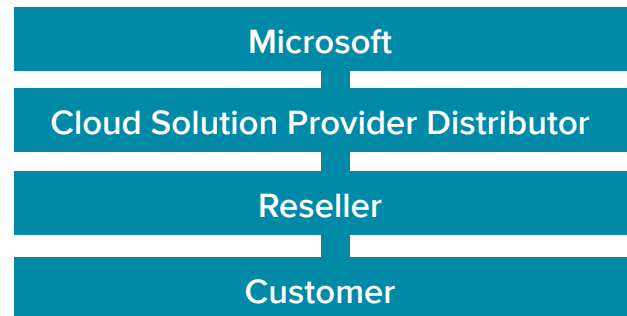 Microsoft
Cloud Solution Provider Distributor
Reseller
Customer